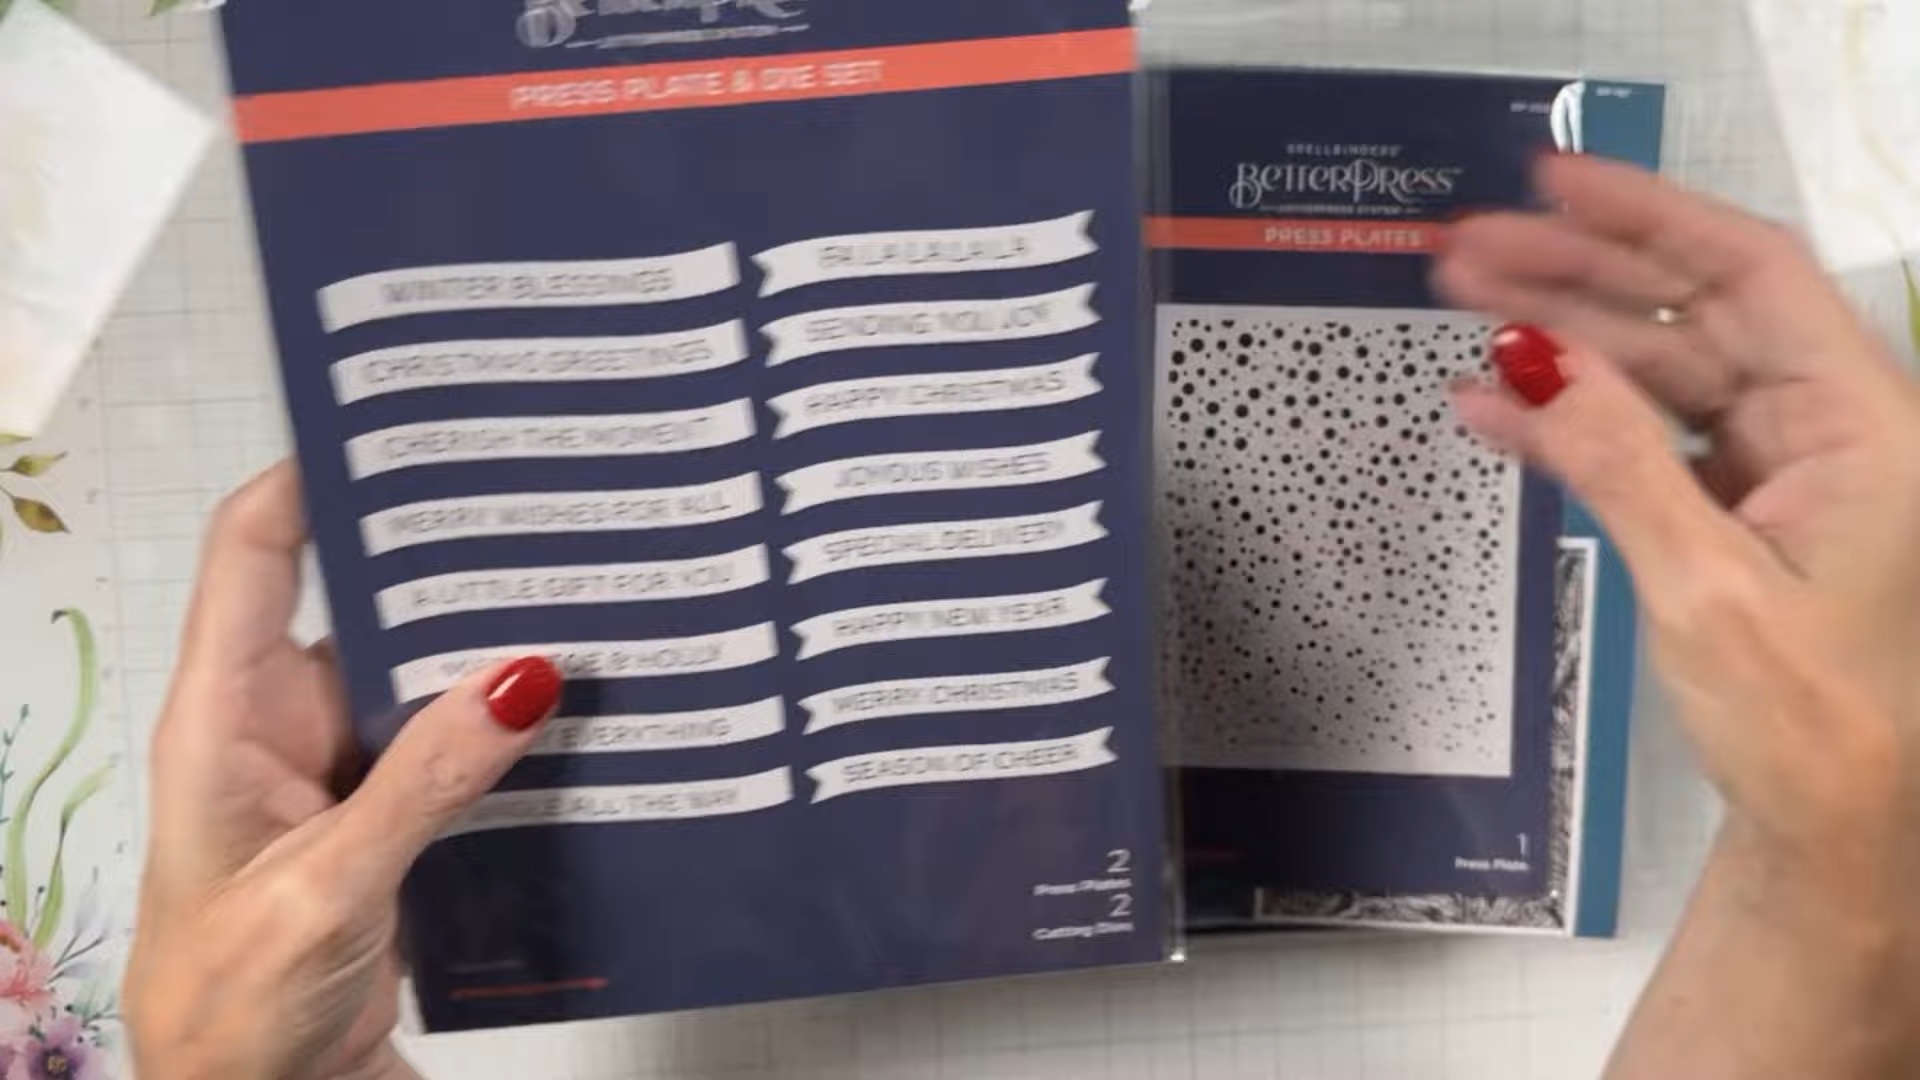 PRESS PLATE & DIE SET
WINTER BLESSINGS
CHRISTMAS GREETINGS
CHERISH THE MOMENT
MERRY WISHES FOR ALL
A LITTLE GIFT FOR YOU
& HOLLY
EVERYTHING
ALL THE WAY
FA LA LA LA LA
SENDING YOU JOY
HAPPY CHRISTMAS
JOYOUS WISHES
SPECIAL DELIVERY
HAPPY NEW YEAR
MERRY CHRISTMAS
SEASON OF CHEER
2
Press Plates
2
Cutting Dies
SPELLBINDERS
BETTERPRESS
LETTERPRESS SYSTEM
PRESS PLATES
1
Press Plate